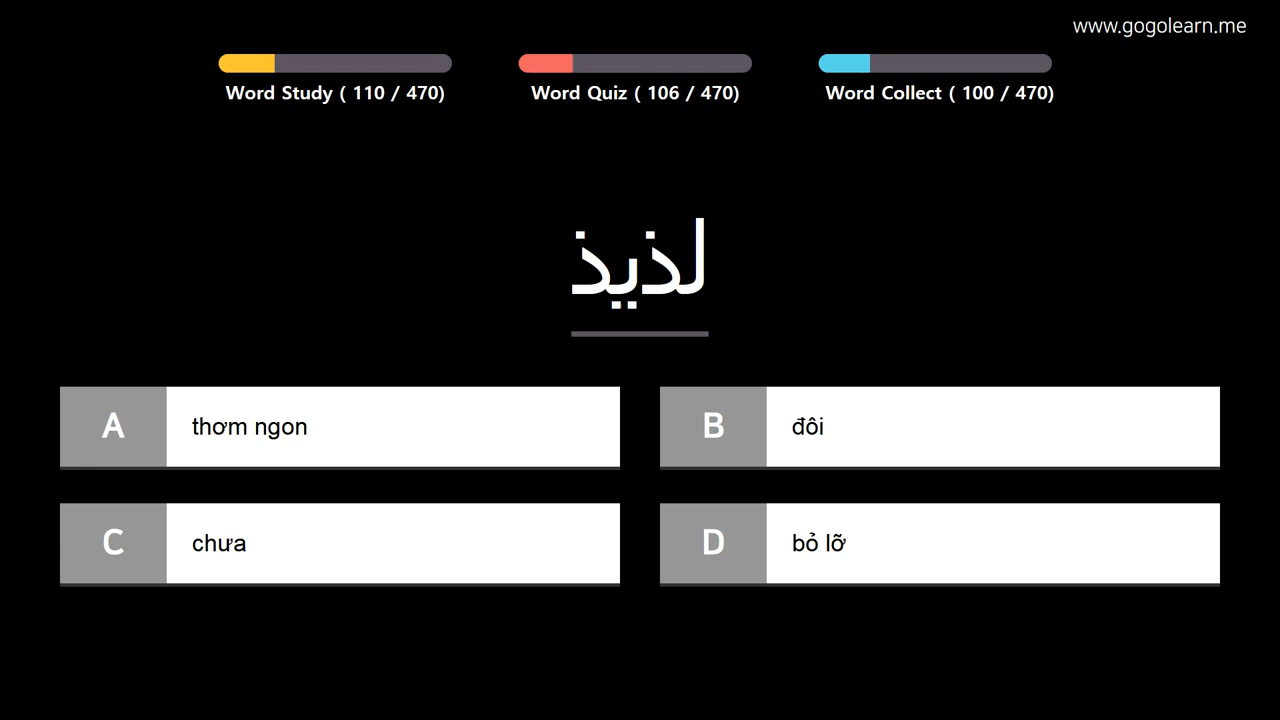 www.gogolearn.me
Word Study ( 110 / 470)
Word Quiz ( 106 / 470)
Word Collect ( 100 / 470)
لذيذ
A thơm ngon
B đôi
C chưa
D bỏ lỡ